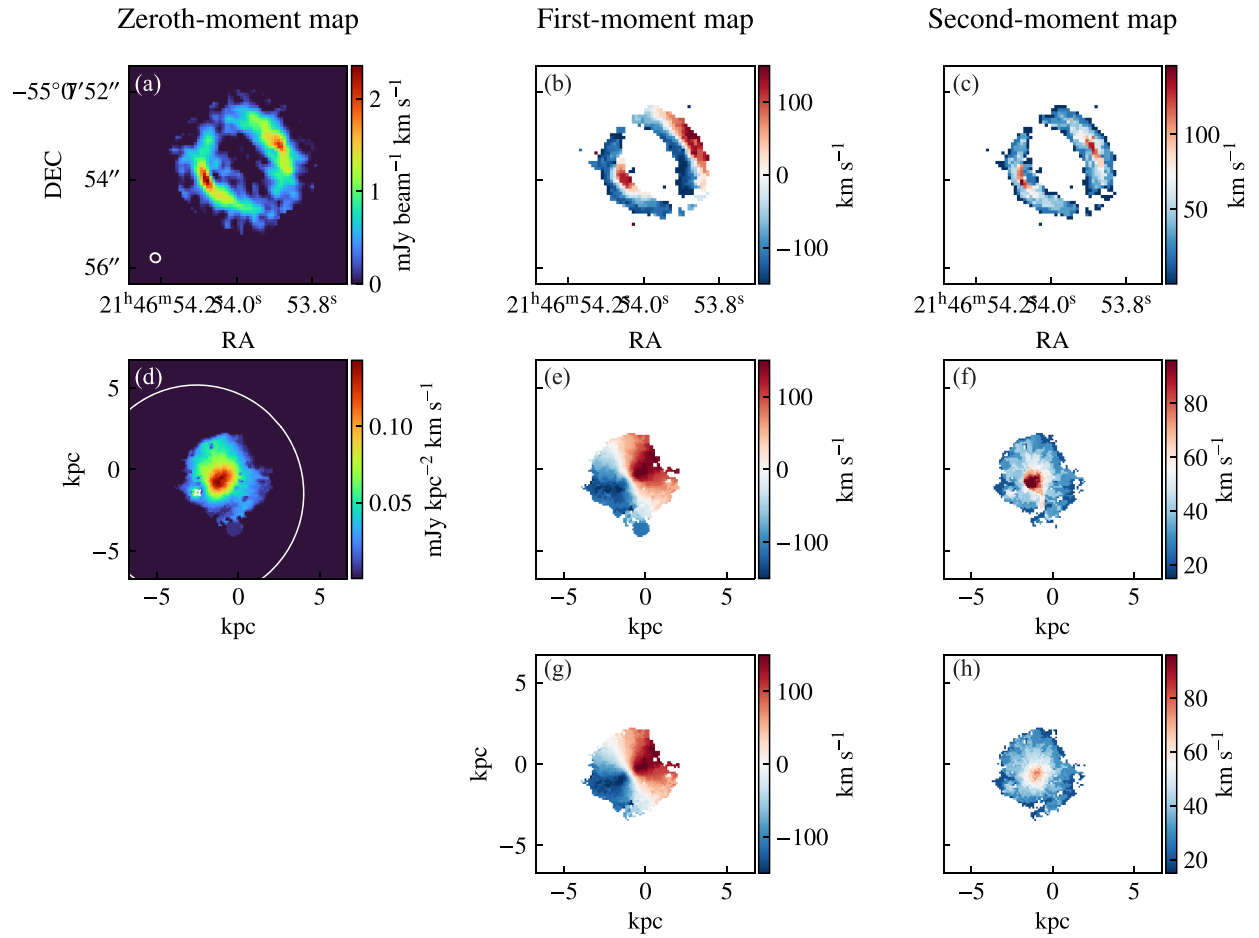 Zeroth-moment map First-moment map Second-moment map
(a) (b) (c)
−55°07′52″
54″
56″
DEC
2
1
0
mJy beam⁻¹ km s⁻¹
100
0
−100
km s⁻¹
100
50
km s⁻¹
21ʰ46ᵐ54.2ˢ 54.0ˢ 53.8ˢ
21ʰ46ᵐ54.2ˢ 54.0ˢ 53.8ˢ
21ʰ46ᵐ54.2ˢ 54.0ˢ 53.8ˢ
RA RA RA
(d) (e) (f)
5
0
−5
kpc
0.10
0.05
mJy kpc⁻² km s⁻¹
100
0
−100
km s⁻¹
80
60
40
20
km s⁻¹
−5 0 5
−5 0 5
−5 0 5
kpc kpc kpc
(g) (h)
5
0
−5
kpc
100
0
−100
km s⁻¹
80
60
40
20
km s⁻¹
−5 0 5
−5 0 5
kpc kpc